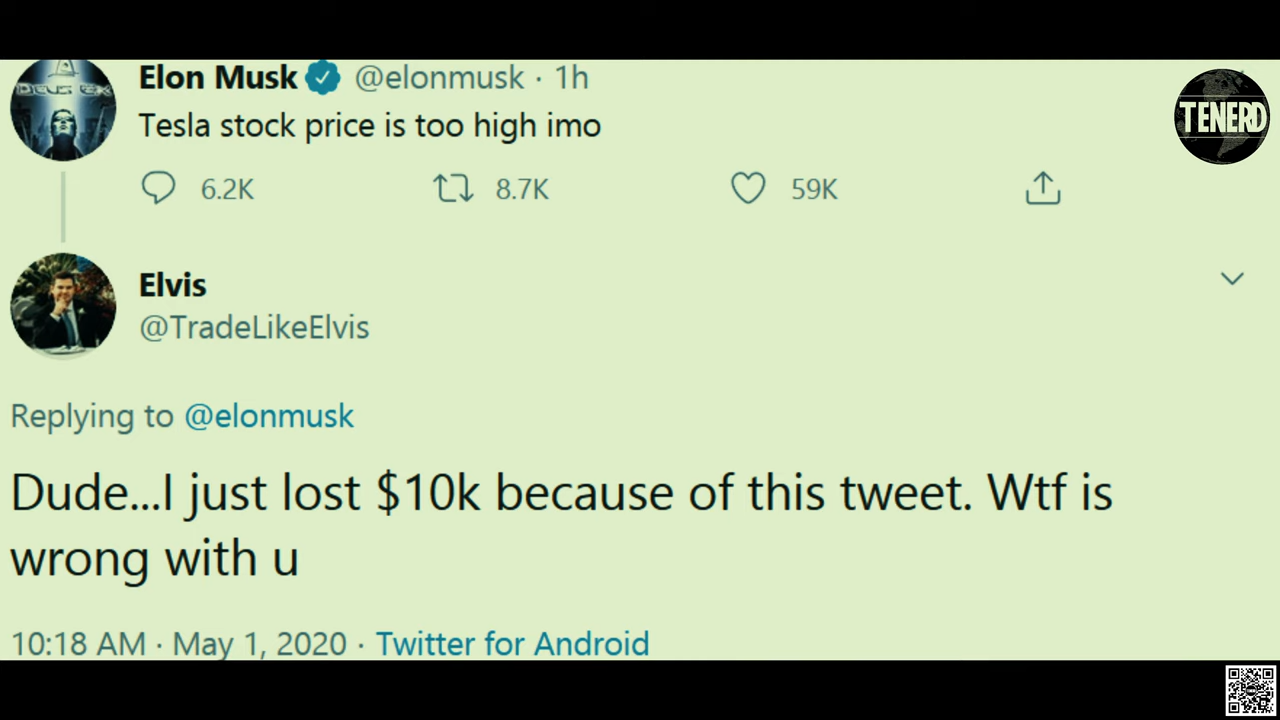 Elon Musk @elonmusk · 1h
Tesla stock price is too high imo
6.2K 8.7K 59K
DEUS EX
TENERD
Elvis
@TradeLikeElvis
Replying to @elonmusk
Dude...I just lost $10k because of this tweet. Wtf is
wrong with u
10:18 AM · May 1, 2020 · Twitter for Android